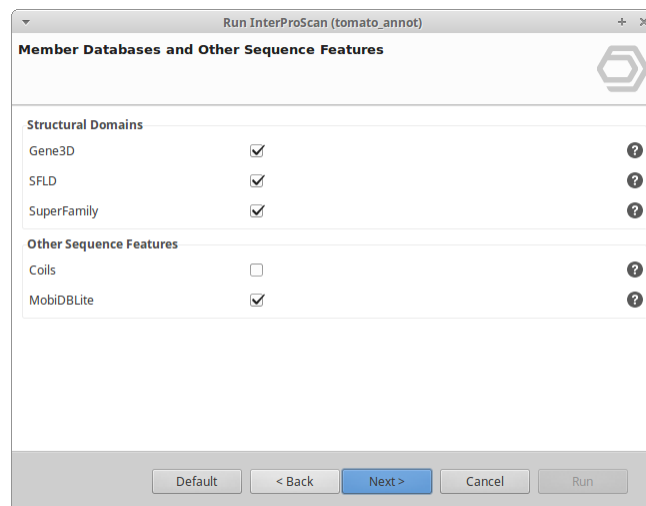 Run InterProScan (tomato_annot)
Member Databases and Other Sequence Features
Structural Domains
Gene3D ?
SFLD ?
SuperFamily ?
Other Sequence Features
Coils ?
MobiDBLite ?
Default < Back Next > Cancel Run